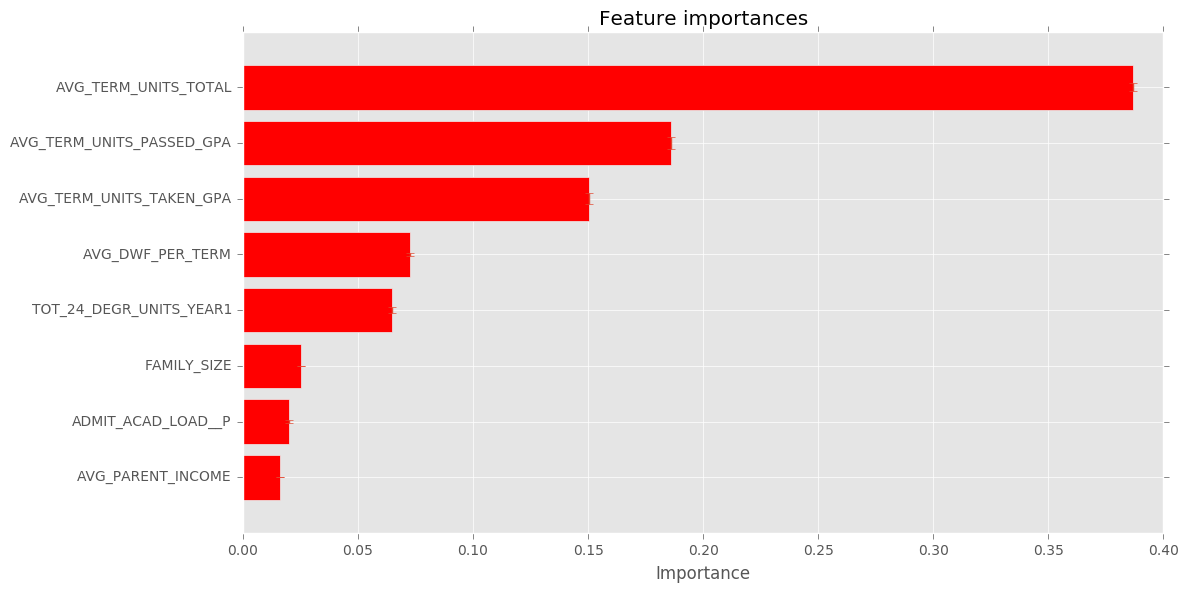 Feature importances
AVG_TERM_UNITS_TOTAL
AVG_TERM_UNITS_PASSED_GPA
AVG_TERM_UNITS_TAKEN_GPA
AVG_DWF_PER_TERM
TOT_24_DEGR_UNITS_YEAR1
FAMILY_SIZE
ADMIT_ACAD_LOAD__P
AVG_PARENT_INCOME
0.00 0.05 0.10 0.15 0.20 0.25 0.30 0.35 0.40
Importance